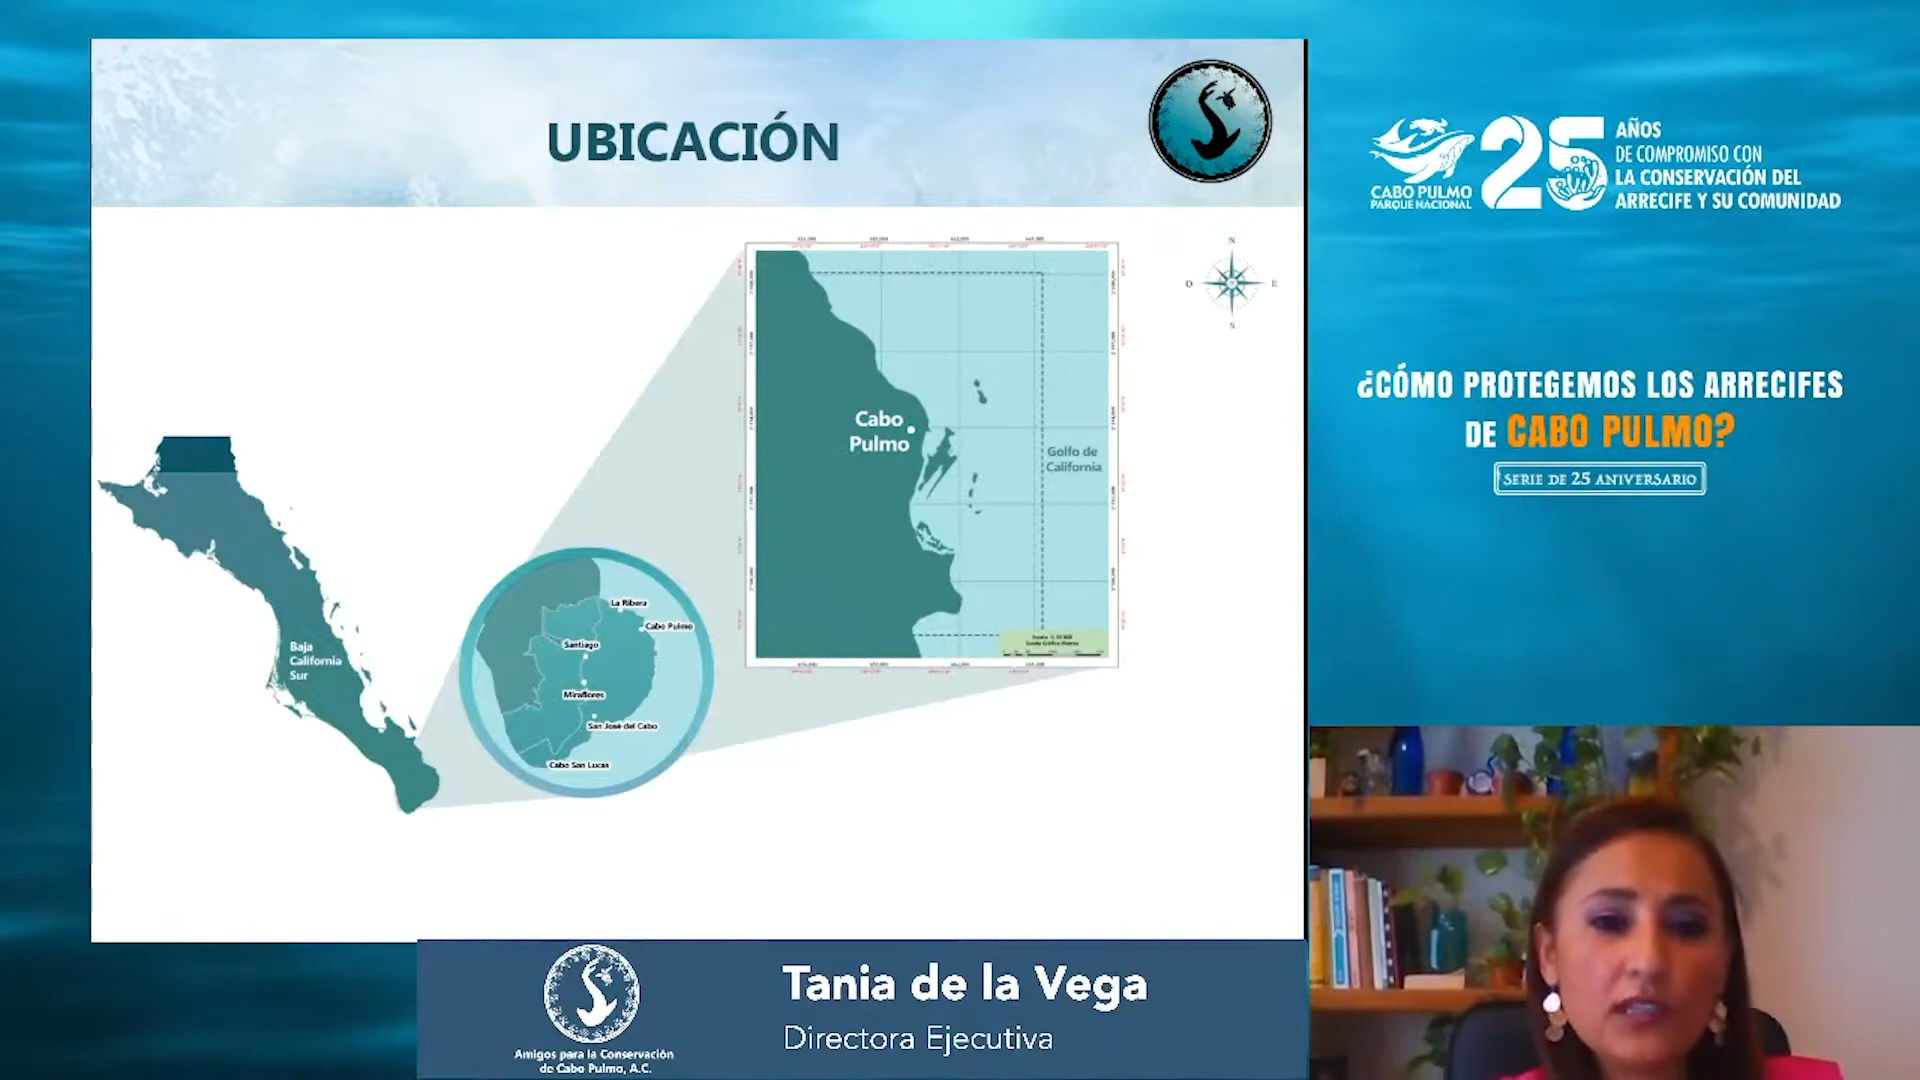 UBICACIÓN
CABO PULMO
PARQUE NACIONAL
25
AÑOS
DE COMPROMISO CON
LA CONSERVACIÓN DEL
ARRECIFE Y SU COMUNIDAD
¿CÓMO PROTEGEMOS LOS ARRECIFES
DE CABO PULMO?
SERIE DE 25 ANIVERSARIO
N
O
E
S
Cabo
Pulmo
Golfo de
California
Baja
California
Sur
La Ribera
Cabo Pulmo
Santiago
Miraflores
San José del Cabo
Cabo San Lucas
Amigos para la Conservación
de Cabo Pulmo, A.C.
Tania de la Vega
Directora Ejecutiva